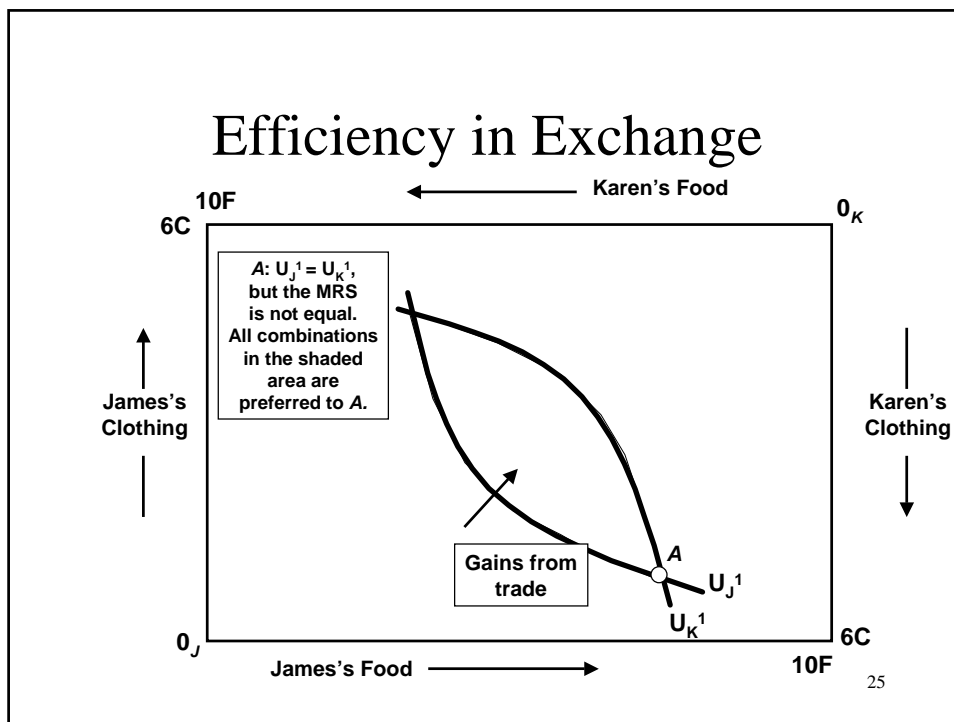 Efficiency in Exchange
Karen's Food
10F
0K
6C
A: UJ¹ = UK¹,
but the MRS
is not equal.
All combinations
in the shaded
area are
preferred to A.
James's
Clothing
Karen's
Clothing
Gains from
trade
A
UJ¹
UK¹
0J
6C
James's Food
10F
25